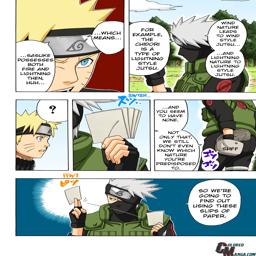 WIND
NATURE
LEADS TO
WIND
STYLE
JUTSU...
...AND
LIGHTNING
NATURE TO
LIGHTNING
STYLE
JUTSU.
FOR
EXAMPLE,
THE
CHIDORI
IS A
TYPE OF
LIGHTNING
STYLE
JUTSU.
...WHICH
MEANS...
...SASUKE
POSSESSES
BOTH
FIRE AND
LIGHTNING
THEN,
HUH...
SNIFF
AND
YOU SEEM
TO HAVE
NONE.
NOT
ONLY THAT,
WE STILL
DON'T EVEN
KNOW WHICH
NATURE
YOU'RE
PREDISPOSED
TO.
?
SO WE'RE
GOING TO
FIND OUT
USING THESE
SLIPS OF
PAPER.
COLORED
MANGA.COM